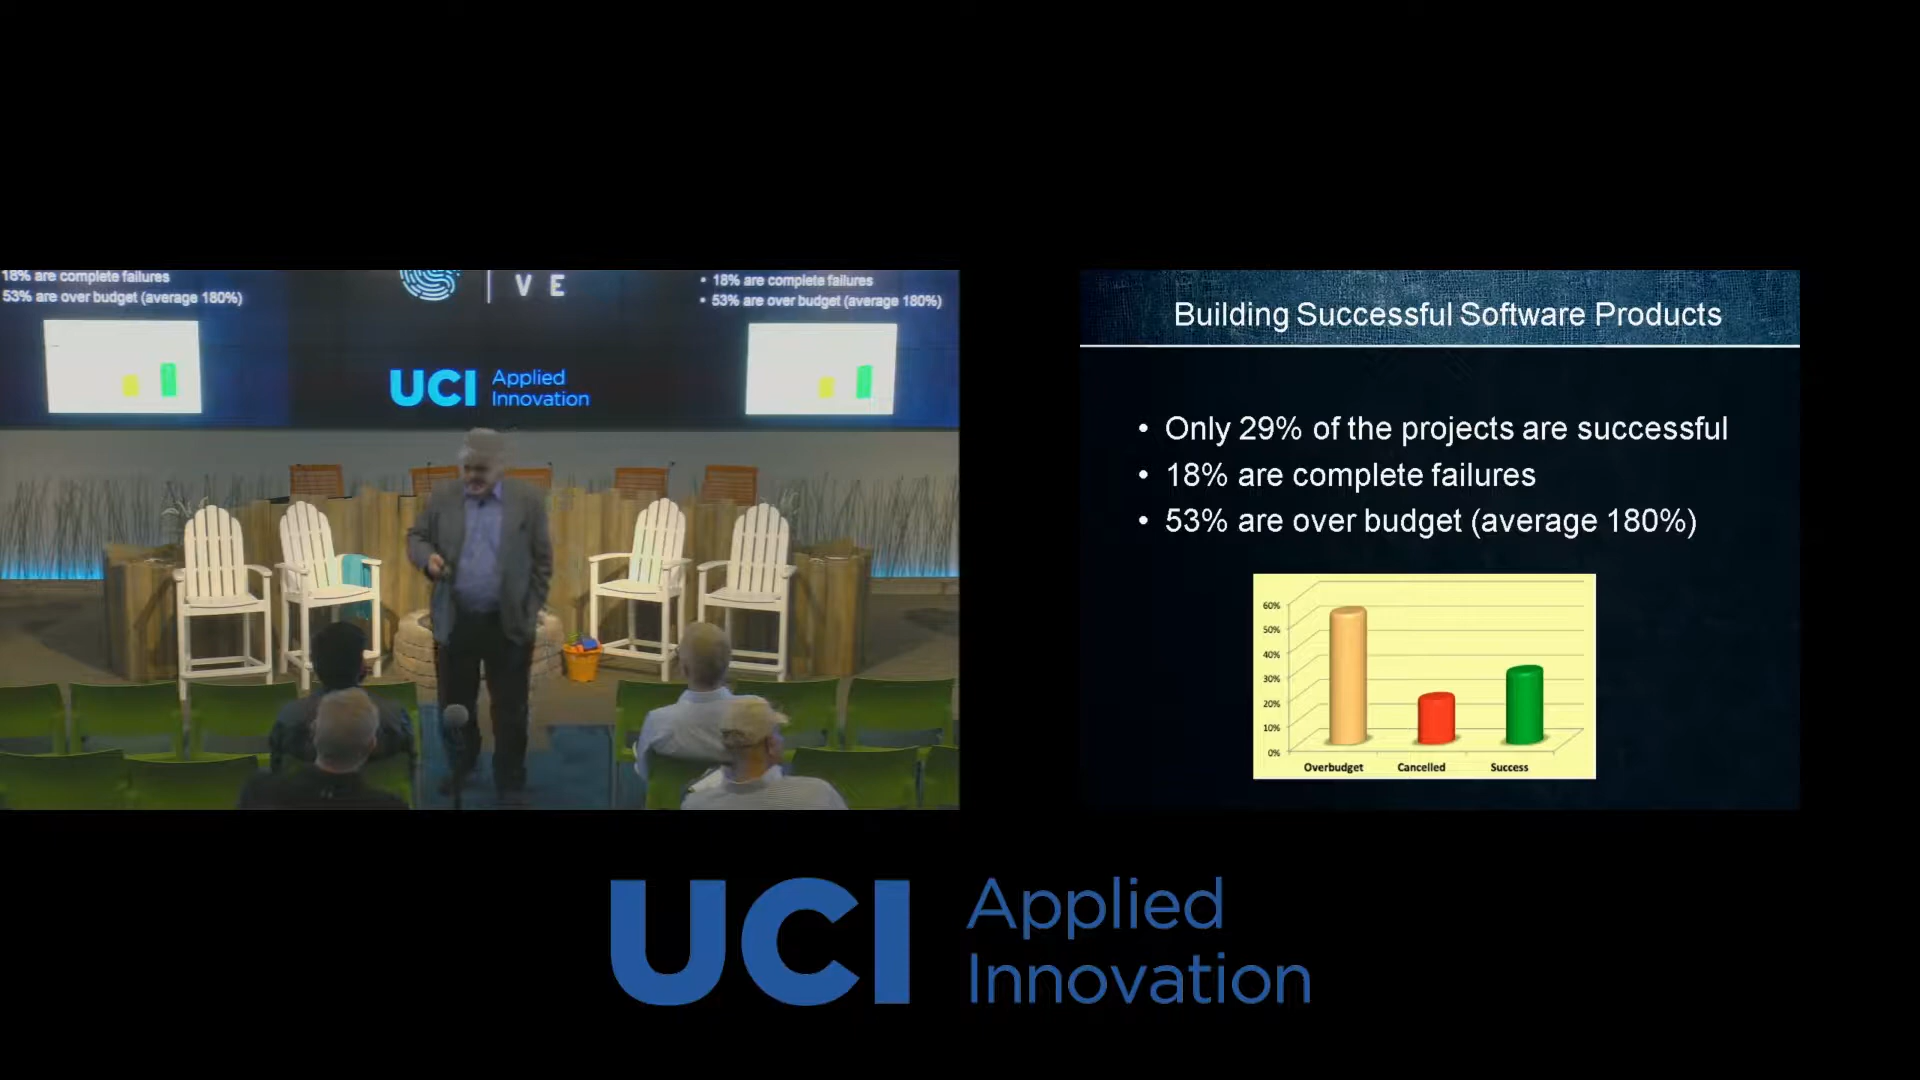 18% are complete failures
53% are over budget (average 180%)
V E
• 18% are complete failures
• 53% are over budget (average 180%)
UCI Applied
Innovation
Building Successful Software Products
• Only 29% of the projects are successful
• 18% are complete failures
• 53% are over budget (average 180%)
60%
50%
40%
30%
20%
10%
0%
Overbudget Cancelled Success
UCI Applied
Innovation